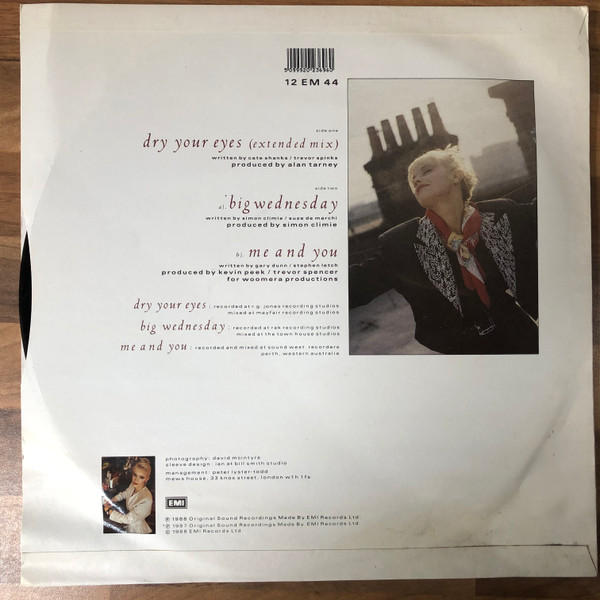 5099920236960
12 EM 44
side one
dry your eyes (extended mix)
written by cate shanks / trevor spinks
produced by alan tarney
side two
a). big wednesday
written by simon climie / suze de marchi
produced by simon climie
b). me and you
written by gary dunn / stephen letch
produced by kevin peek / trevor spencer
for woomera productions
dry your eyes : recorded at r.g. jones recording studios
mixed at mayfair recording studios
big wednesday : recorded at rak recording studios
mixed at the town house studios
me and you : recorded and mixed at sound west recorders
perth, western australia
photography: david mcintyre
sleeve design: ian at bill smith studio
management: peter lyster-todd
mews house, 33 knox street, london w1h 1fs
EMI
℗ 1988 Original Sound Recordings Made By EMI Records Ltd
℗ 1987 Original Sound Recordings Made By EMI Records Ltd
© 1988 EMI Records Ltd